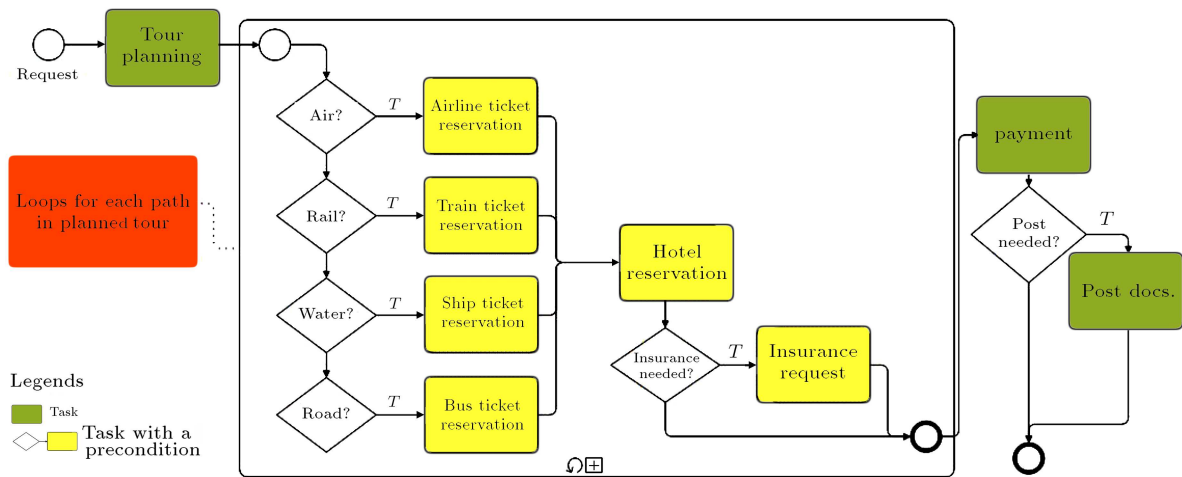 Request
Tour
planning
Air?
T
Airline ticket
reservation
Rail?
T
Train ticket
reservation
Water?
T
Ship ticket
reservation
Road?
T
Bus ticket
reservation
Loops for each path
in planned tour
Hotel
reservation
Insurance
needed?
T
Insurance
request
payment
Post
needed?
T
Post docs.
Legends
Task
Task with a
precondition